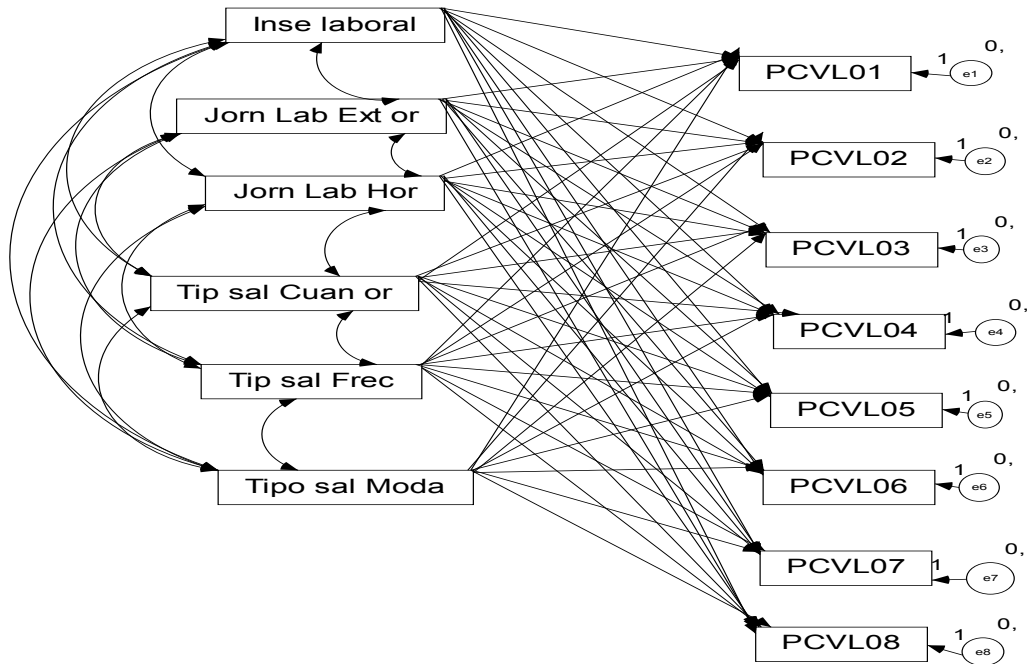 Inse laboral
Jorn Lab Ext or
Jorn Lab Hor
Tip sal Cuan or
Tip sal Frec
Tipo sal Moda
PCVL01
1
0,
e1
PCVL02
1
0,
e2
PCVL03
1
0,
e3
PCVL04
1
0,
e4
PCVL05
1
0,
e5
PCVL06
1
0,
e6
PCVL07
1
0,
e7
PCVL08
1
0,
e8